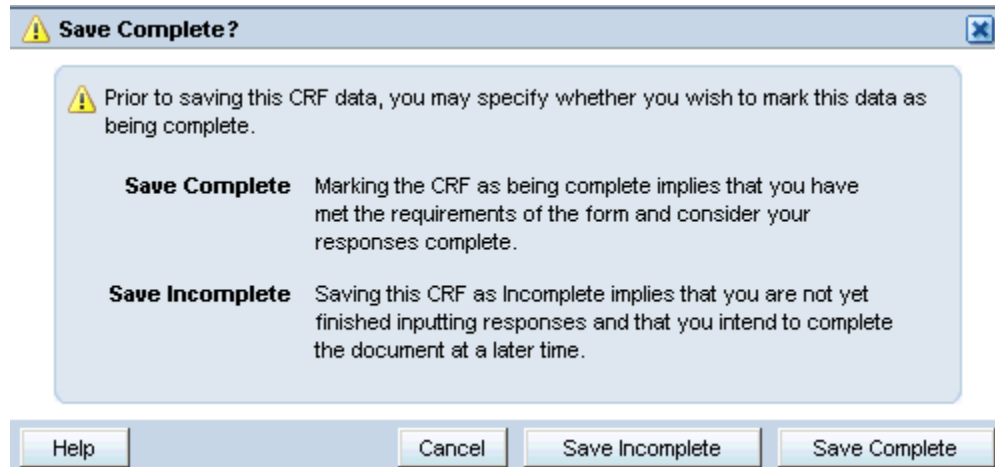 Save Complete?
Prior to saving this CRF data, you may specify whether you wish to mark this data as
being complete.
Save Complete Marking the CRF as being complete implies that you have
met the requirements of the form and consider your
responses complete.
Save Incomplete Saving this CRF as Incomplete implies that you are not yet
finished inputting responses and that you intend to complete
the document at a later time.
Help Cancel Save Incomplete Save Complete